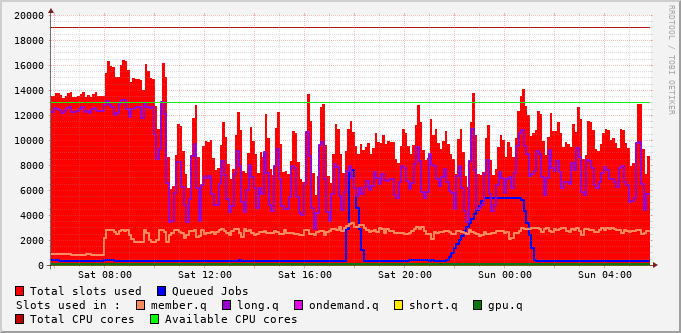 20000
18000
16000
14000
12000
10000
8000
6000
4000
2000
0
Sat 08:00 Sat 12:00 Sat 16:00 Sat 20:00 Sun 00:00 Sun 04:00
RRDTOOL / TOBI OETIKER
Total slots used Queued Jobs
Slots used in : member.q long.q ondemand.q short.q gpu.q
Total CPU cores Available CPU cores